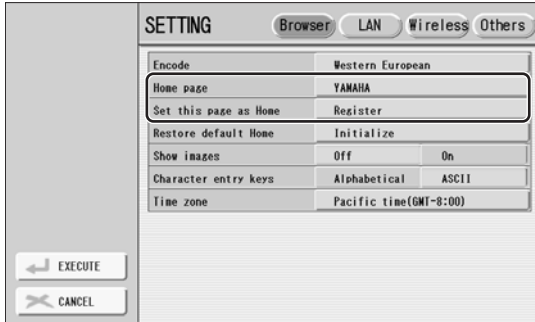 SETTING Browser LAN Wireless Others
Encode Western European
Home page YAMAHA
Set this page as Home Register
Restore default Home Initialize
Show images Off On
Character entry keys Alphabetical ASCII
Time zone Pacific time(GMT-8:00)
EXECUTE
CANCEL